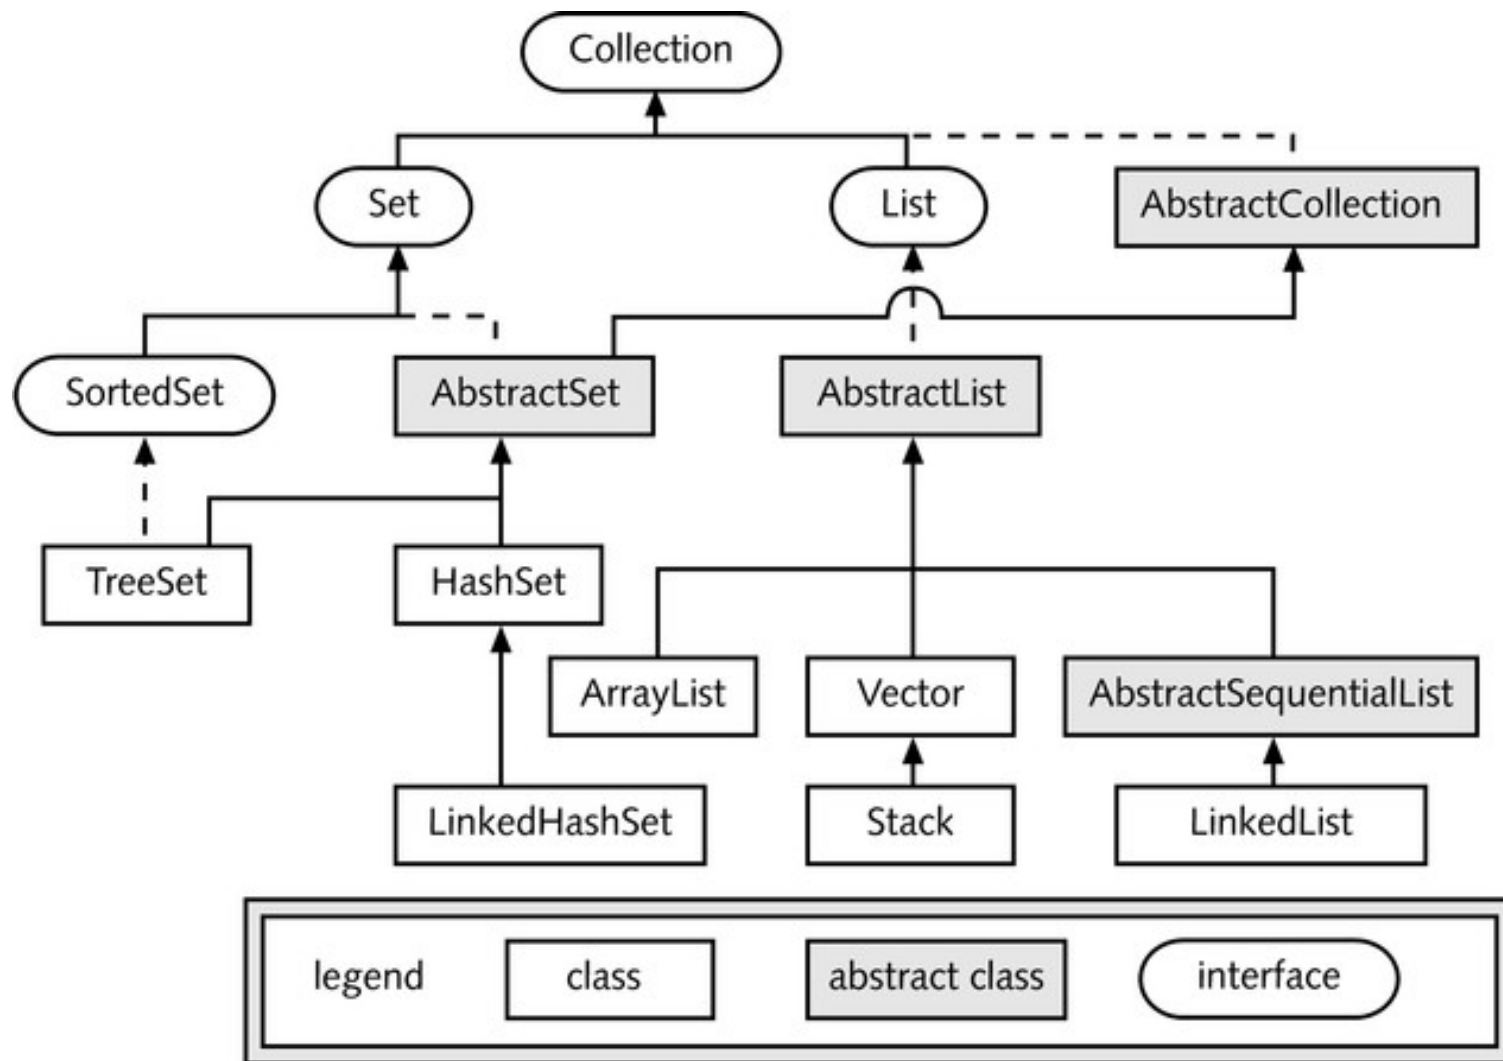 Collection
Set
List
AbstractCollection
SortedSet
AbstractSet
AbstractList
TreeSet
HashSet
ArrayList
Vector
AbstractSequentialList
LinkedHashSet
Stack
LinkedList
legend
class
abstract class
interface